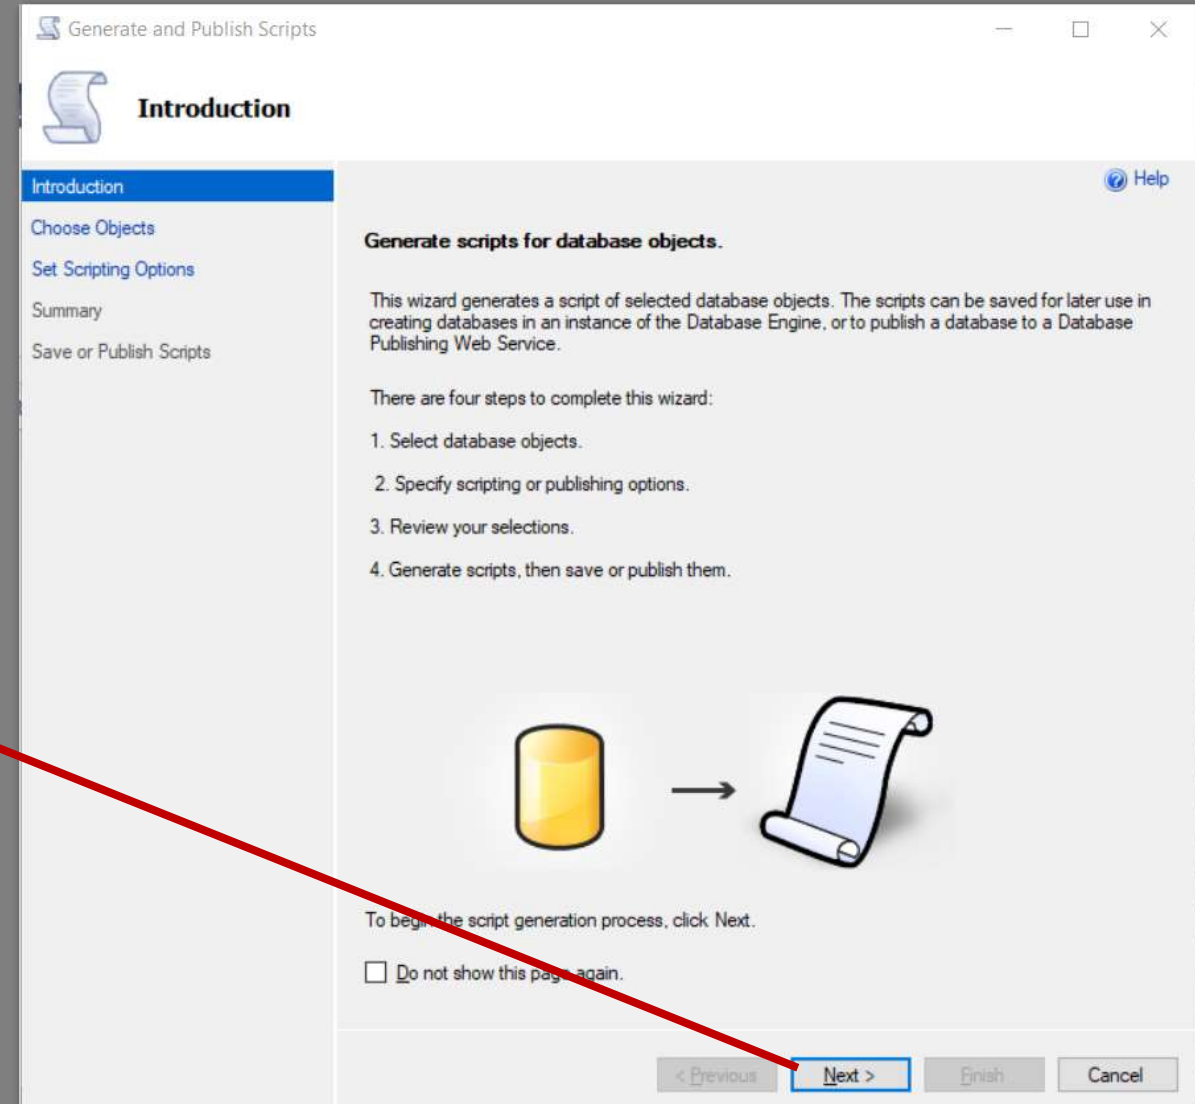 Generate and Publish Scripts
Introduction
Introduction
Choose Objects
Set Scripting Options
Summary
Save or Publish Scripts
Help
Generate scripts for database objects.
This wizard generates a script of selected database objects. The scripts can be saved for later use in
creating databases in an instance of the Database Engine, or to publish a database to a Database
Publishing Web Service.
There are four steps to complete this wizard:
1. Select database objects.
2. Specify scripting or publishing options.
3. Review your selections.
4. Generate scripts, then save or publish them.
To begin the script generation process, click Next.
Do not show this page again.
< Previous
Next >
Finish
Cancel